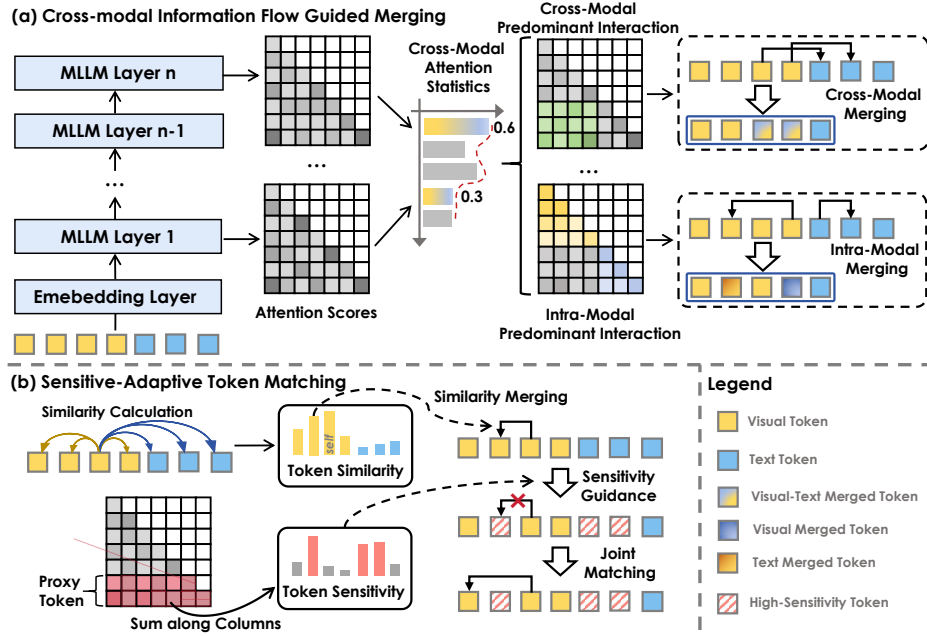 (a) Cross-modal Information Flow Guided Merging
MLLM Layer n
MLLM Layer n-1
...
MLLM Layer 1
Emebedding Layer
...
Attention Scores
Cross-Modal
Attention
Statistics
0.6
0.3
Cross-Modal
Predominant Interaction
...
Intra-Modal
Predominant Interaction
Cross-Modal
Merging
Intra-Modal
Merging
(b) Sensitive-Adaptive Token Matching
Similarity Calculation
self
Token Similarity
Proxy
Token
Sum along Columns
Token Sensitivity
Similarity Merging
Sensitivity
Guidance
Joint
Matching
Legend
Visual Token
Text Token
Visual-Text Merged Token
Visual Merged Token
Text Merged Token
High-Sensitivity Token